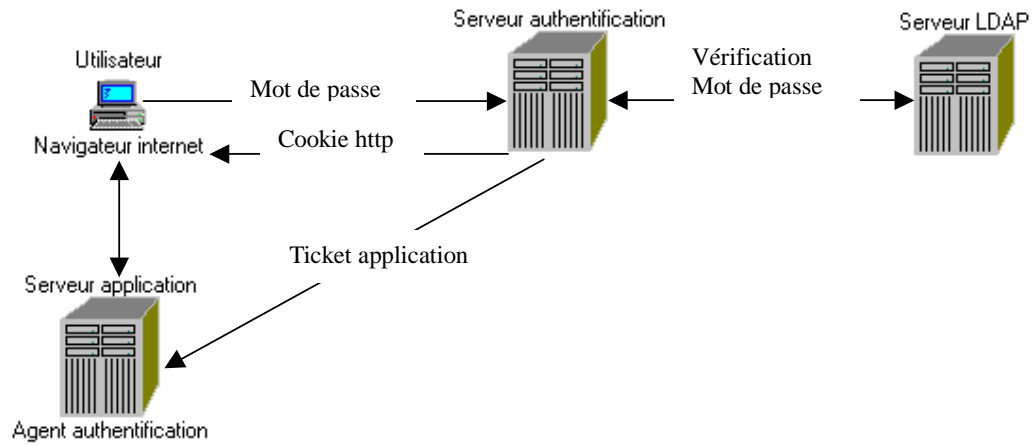 Serveur authentification
Serveur LDAP
Utilisateur
Vérification
Mot de passe
Mot de passe
Cookie http
Navigateur internet
Ticket application
Serveur application
Agent authentification